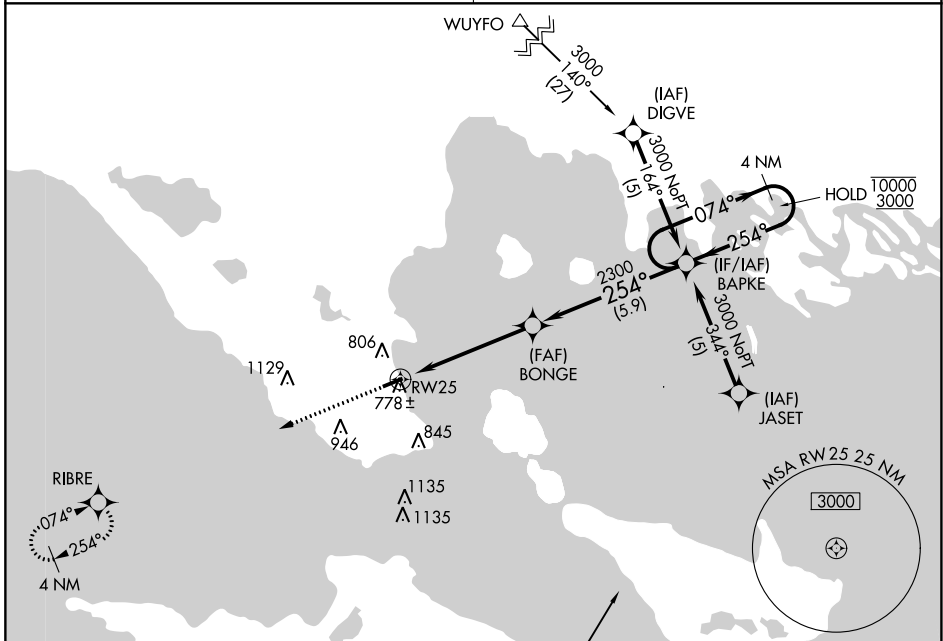 WUYFO
3000
140°
(27)
(IAF)
DIGVE
3000 NoPT
164°
(5)
4 NM
HOLD
10000
3000
074°
254°
(IF/IAF)
BAPKE
2300
254°
(5.9)
3000 NoPT
344°
(5)
(FAF)
BONGE
(IAF)
JASET
806
1129
RW25
778 ±
946
845
1135
1135
RIBRE
074°
254°
4 NM
MSA RW25 25 NM
3000